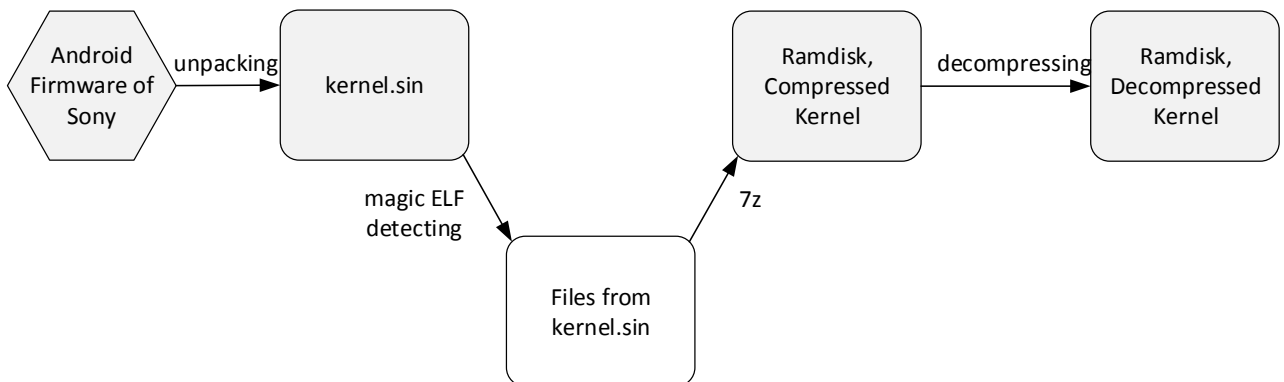 Android
Firmware of
Sony
unpacking
kernel.sin
magic ELF
detecting
Files from
kernel.sin
7z
Ramdisk,
Compressed
Kernel
decompressing
Ramdisk,
Decompressed
Kernel